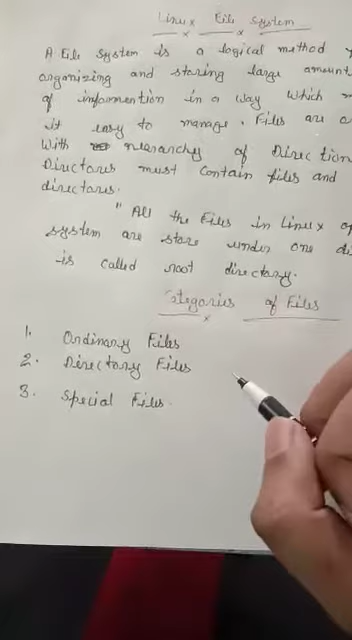 Linux File System
A File System is a logical method
organizing and storing large amount
of information in a way which
it easy to manage. Files are
With hierarchy of Direction
Directores must contain files and
directores.
"All the Files in Linux
system are store under one
is called root directory.
Categories of Files
1. Ordinary Files
2. Directory Files
3. Special Files.